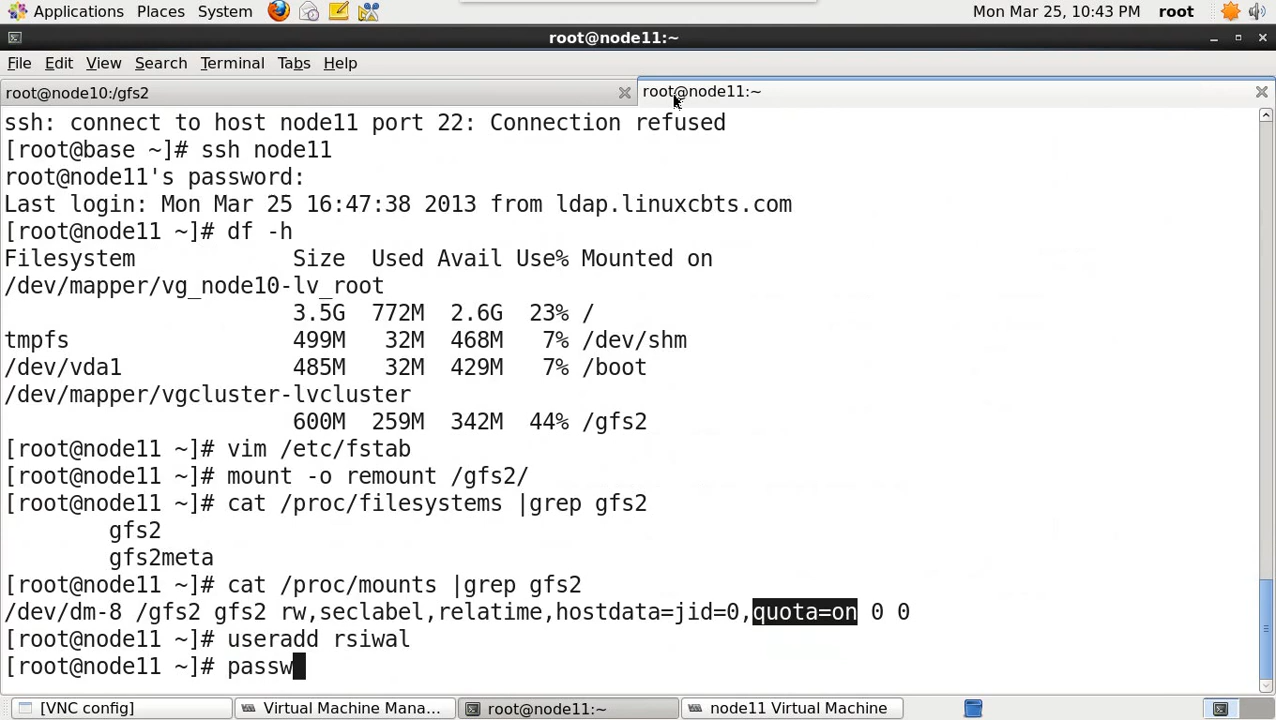 Applications Places System Mon Mar 25, 10:43 PM root
root@node11:~
File Edit View Search Terminal Tabs Help
root@node10:/gfs2 root@node11:~
ssh: connect to host node11 port 22: Connection refused
[root@base ~]# ssh node11
root@node11's password:
Last login: Mon Mar 25 16:47:38 2013 from ldap.linuxcbts.com
[root@node11 ~]# df -h
Filesystem Size Used Avail Use% Mounted on
/dev/mapper/vg_node10-lv_root
3.5G 772M 2.6G 23% /
tmpfs 499M 32M 468M 7% /dev/shm
/dev/vda1 485M 32M 429M 7% /boot
/dev/mapper/vgcluster-lvcluster
600M 259M 342M 44% /gfs2
[root@node11 ~]# vim /etc/fstab
[root@node11 ~]# mount -o remount /gfs2/
[root@node11 ~]# cat /proc/filesystems |grep gfs2
gfs2
gfs2meta
[root@node11 ~]# cat /proc/mounts |grep gfs2
/dev/dm-8 /gfs2 gfs2 rw,seclabel,relatime,hostdata=jid=0,quota=on 0 0
[root@node11 ~]# useradd rsiwal
[root@node11 ~]# passw
[VNC config] Virtual Machine Mana... root@node11:~ node11 Virtual Machine